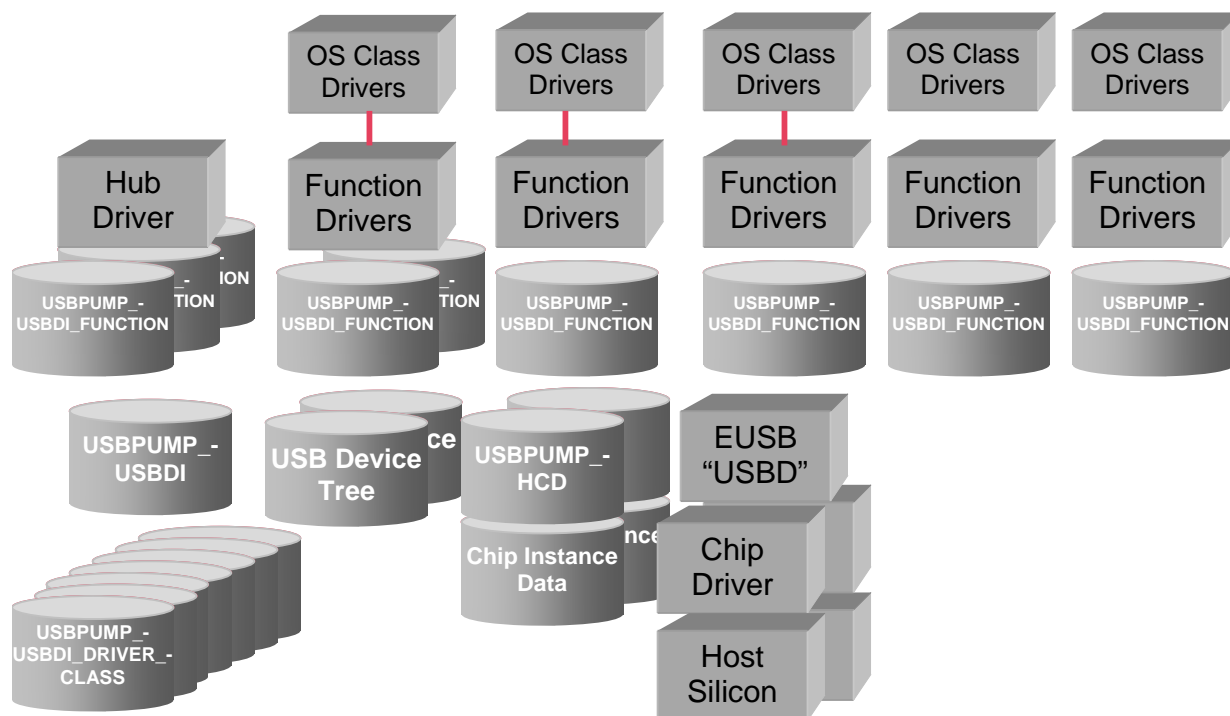 OS Class
Drivers
OS Class
Drivers
OS Class
Drivers
OS Class
Drivers
OS Class
Drivers
Hub
Driver
Function
Drivers
Function
Drivers
Function
Drivers
Function
Drivers
Function
Drivers
USBPUMP_-
USBDI_FUNCTION
USBPUMP_-
USBDI_FUNCTION
USBPUMP_-
USBDI_FUNCTION
USBPUMP_-
USBDI_FUNCTION
USBPUMP_-
USBDI_FUNCTION
USBPUMP_-
USBDI_FUNCTION
USBPUMP_-
USBDI
USB Device
Tree
USBPUMP_-
HCD
EUSB
“USBD”
Chip Instance
Data
Chip
Driver
USBPUMP_-
USBDI_DRIVER_-
CLASS
Host
Silicon